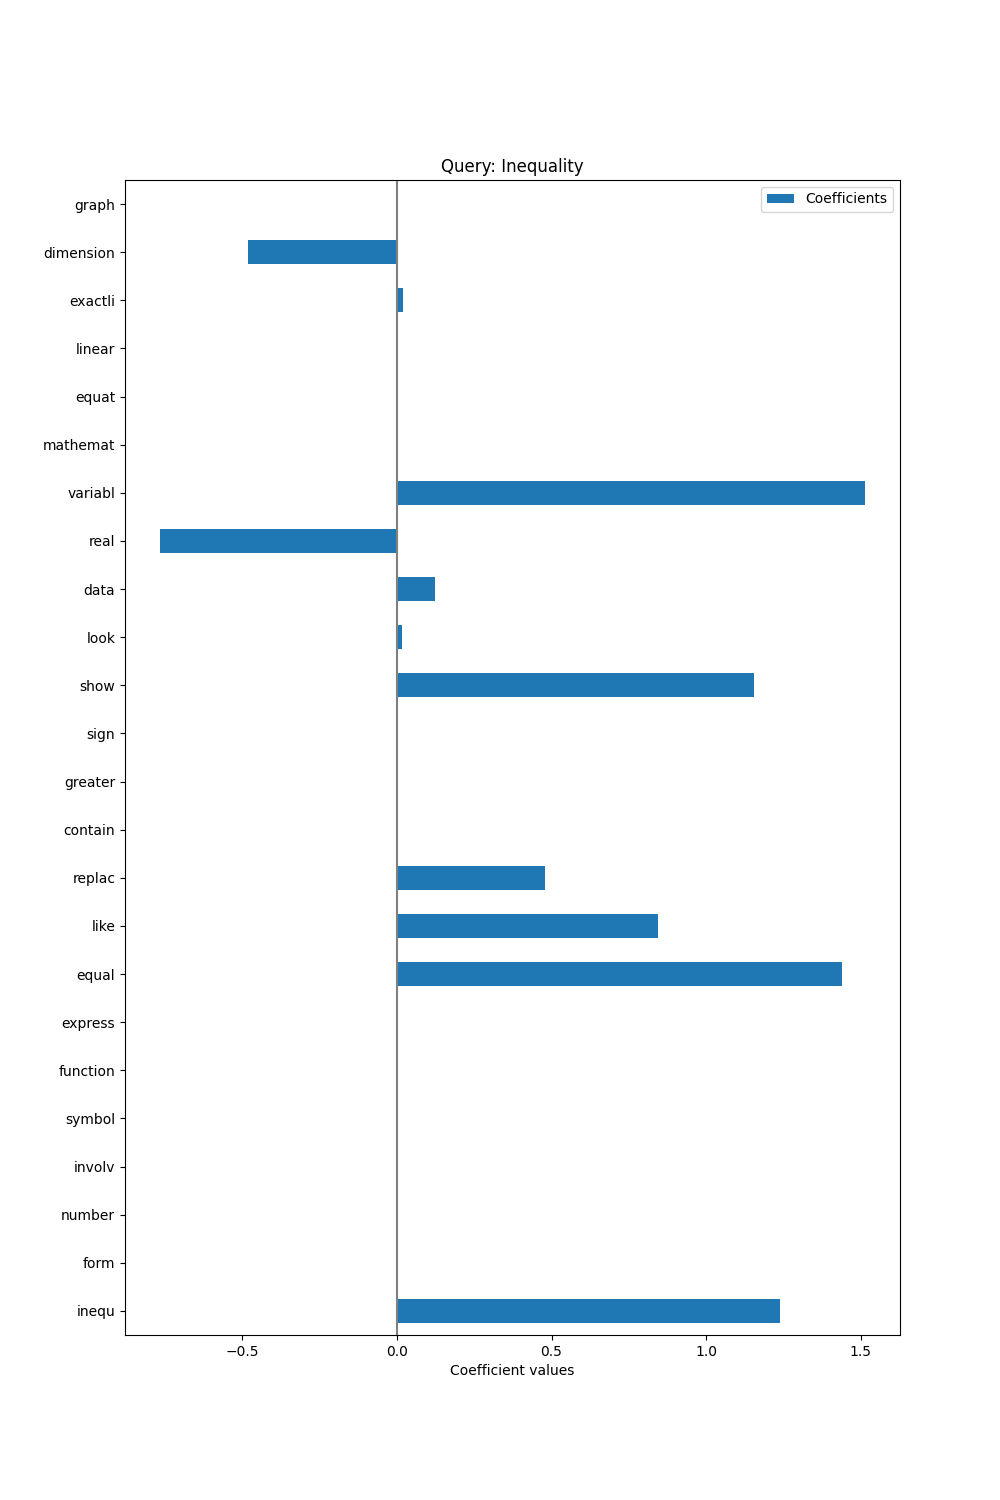 Query: Inequality
Coefficients
graph
dimension
exactli
linear
equat
mathemat
variabl
real
data
look
show
sign
greater
contain
replac
like
equal
express
function
symbol
involv
number
form
inequ
−0.5 0.0 0.5 1.0 1.5
Coefficient values